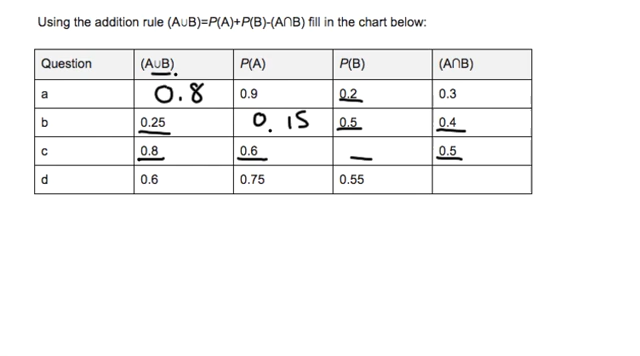 Using the addition rule (A∪B)=P(A)+P(B)-(A∩B) fill in the chart below:
Question (A∪B) P(A) P(B) (A∩B)
a 0.8 0.9 0.2 0.3
b 0.25 0.15 0.5 0.4
c 0.8 0.6 0.5
d 0.6 0.75 0.55